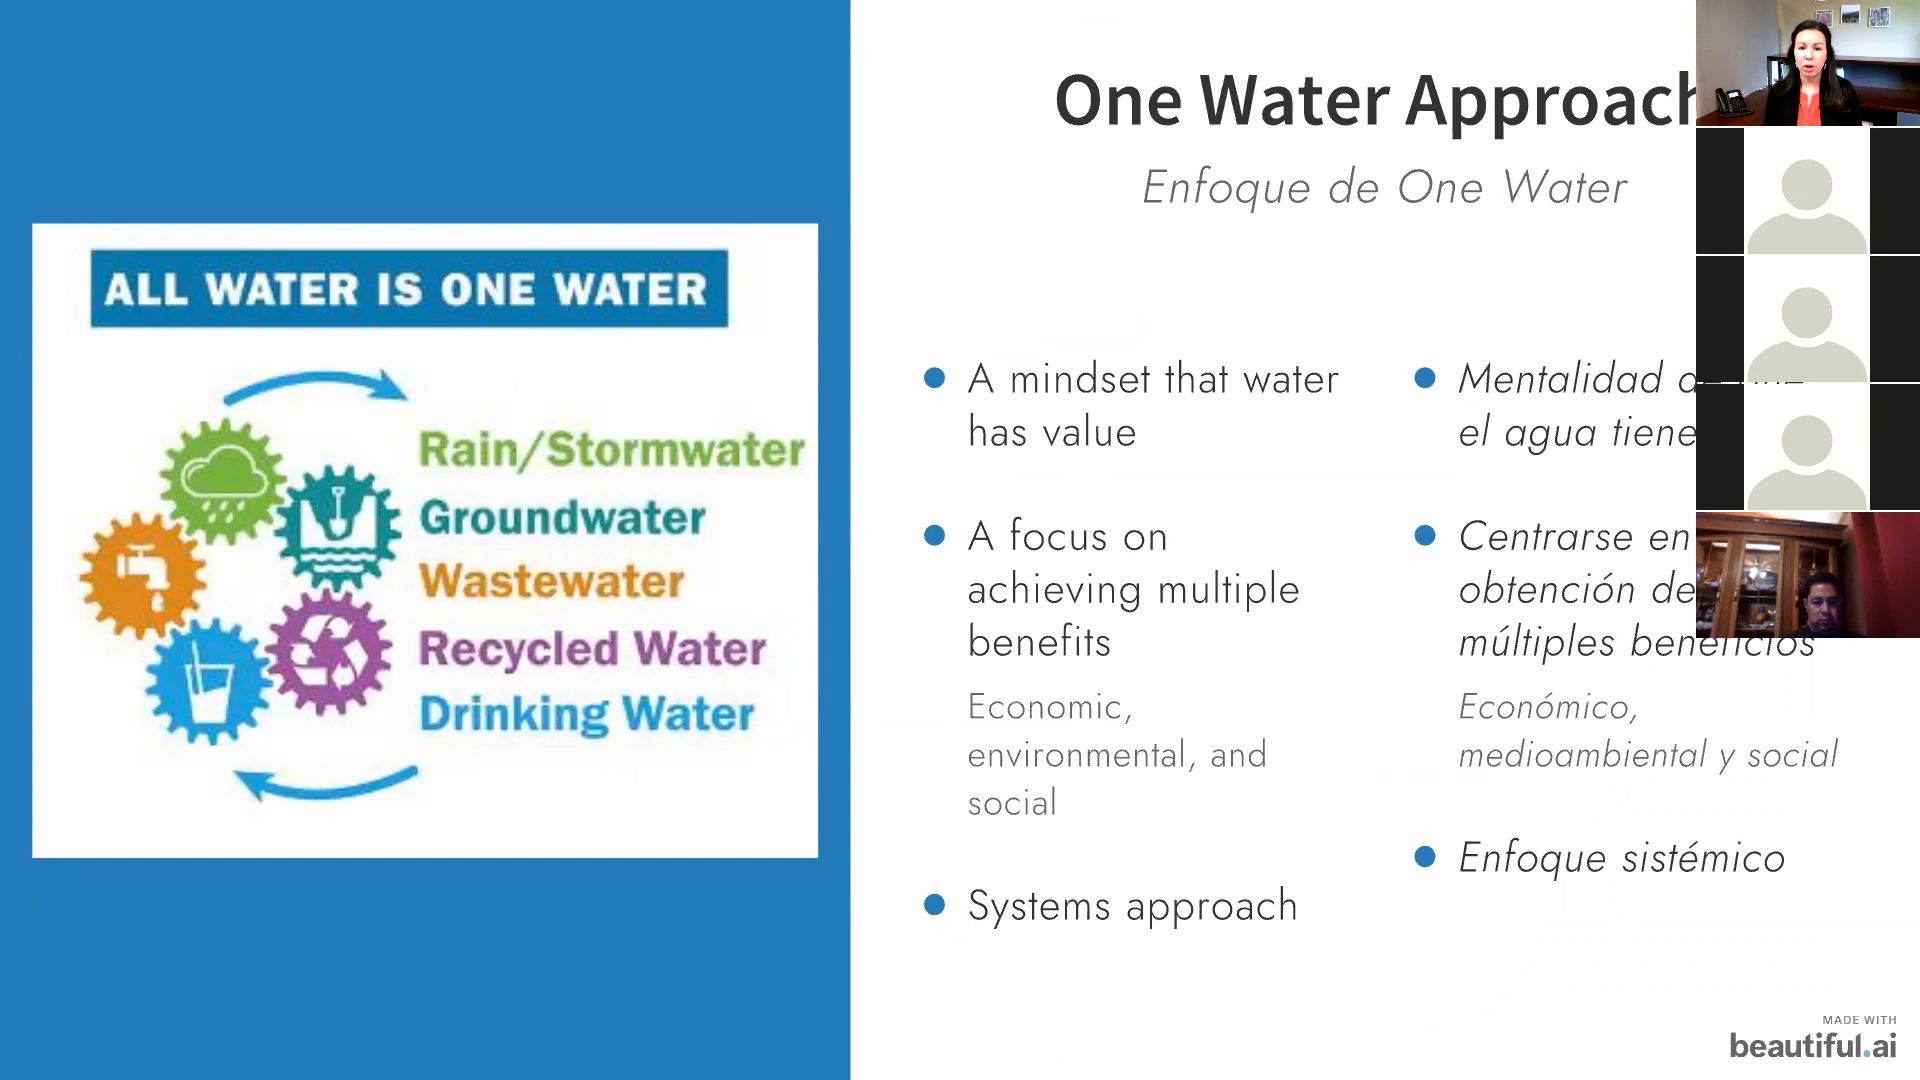 ALL WATER IS ONE WATER
Rain/Stormwater
Groundwater
Wastewater
Recycled Water
Drinking Water
One Water Approach
Enfoque de One Water
A mindset that water
has value
A focus on
achieving multiple
benefits
Economic,
environmental, and
social
Systems approach
Mentalidad
el agua tiene
Centrarse en
obtención de
múltiples beneficios
Económico,
medioambiental y social
Enfoque sistémico
MADE WITH
beautiful.ai